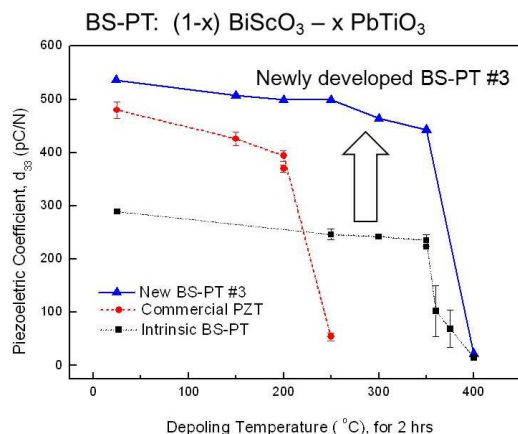 BS-PT: (1-x) BiScO3 – x PbTiO3
Newly developed BS-PT #3
Piezoeletric Coefficient, d33 (pC/N)
600
500
400
300
200
100
0
New BS-PT #3
Commercial PZT
Intrinsic BS-PT
0 100 200 300 400
Depoling Temperature (°C), for 2 hrs